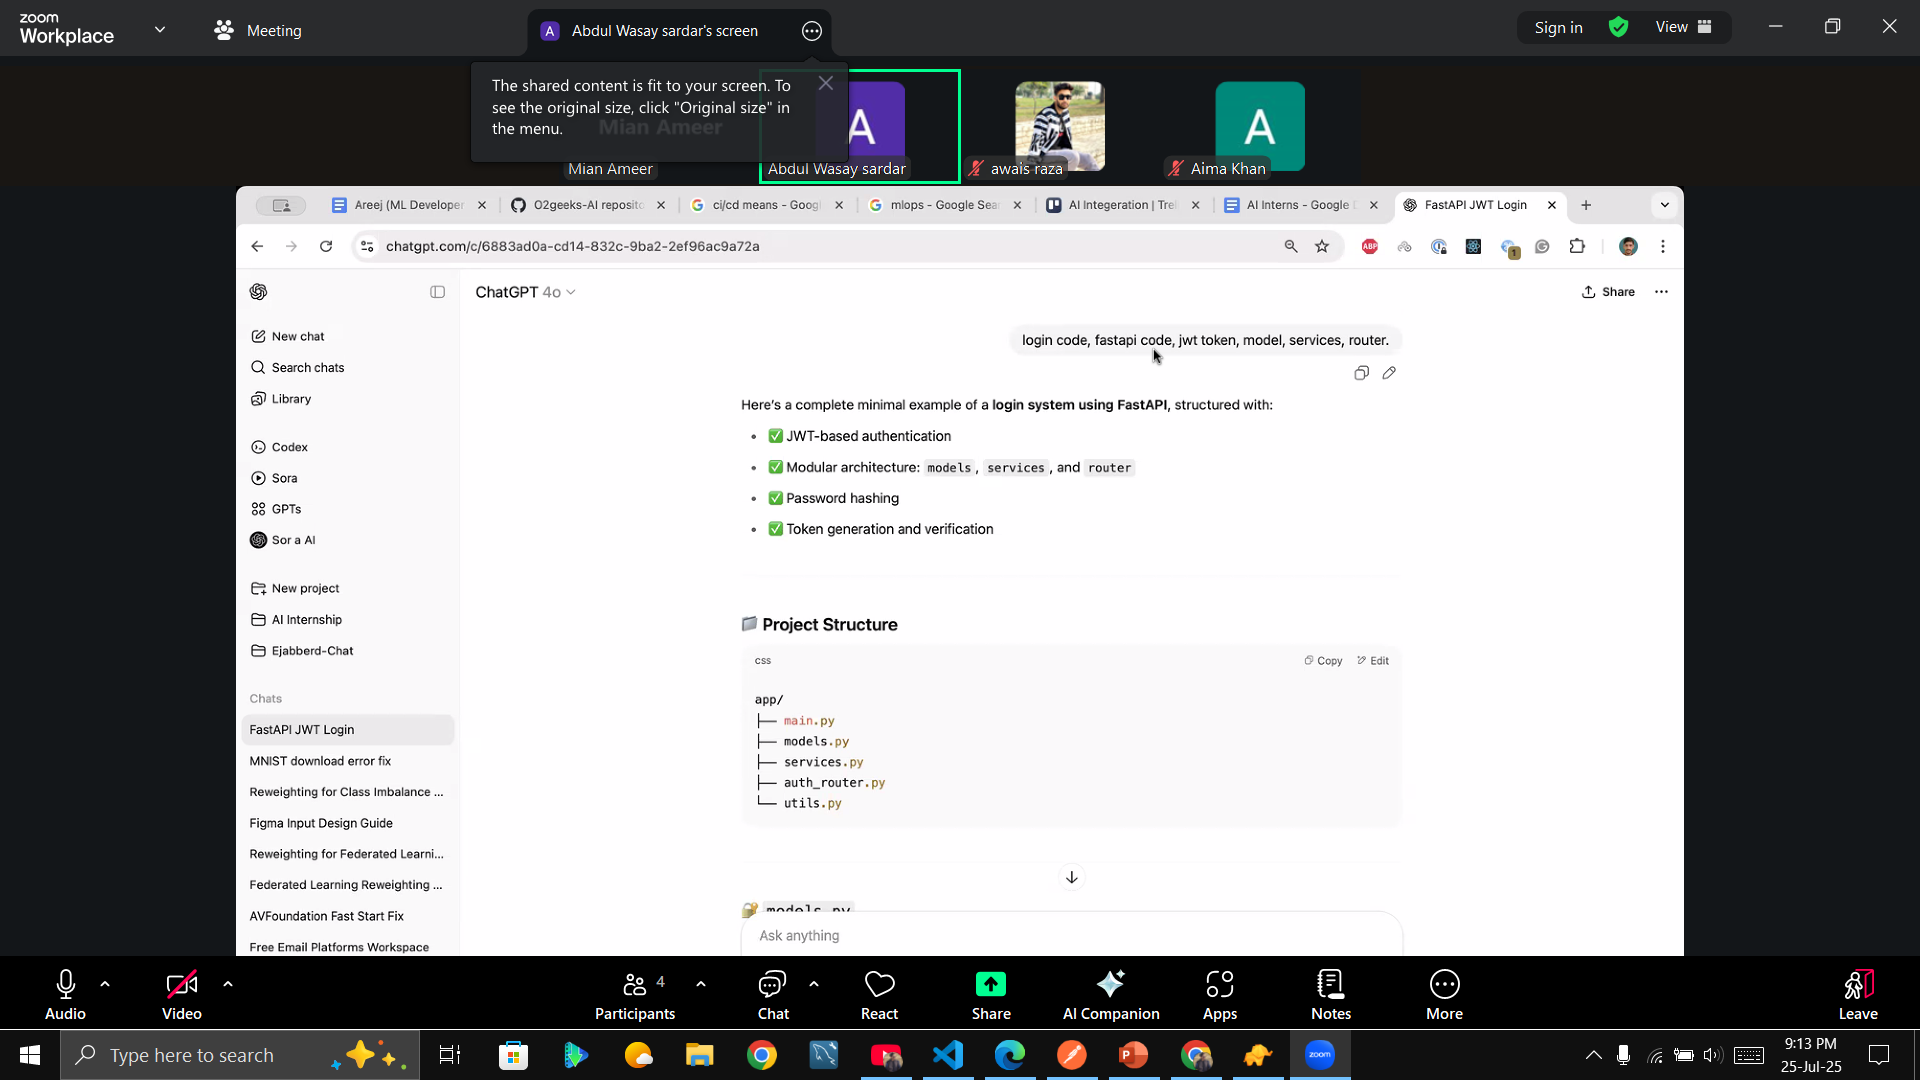 zoom
Workplace
Meeting
A
Abdul Wasay sardar's screen
Sign in
View
The shared content is fit to your screen. To
see the original size, click "Original size" in
the menu.
Mian Ameer
Mian Ameer
A
Abdul Wasay sardar
awais raza
A
Aima Khan
Areej (ML Developer
O2geeks-AI reposito
ci/cd means - Goog
mlops - Google Sea
AI Integeration | Tre
AI Interns - Google D
FastAPI JWT Login
chatgpt.com/c/6883ad0a-cd14-832c-9ba2-2ef96ac9a72a
ABP
1
ChatGPT 4o
Share
New chat
Search chats
Library
Codex
Sora
GPTs
Sor a AI
New project
AI Internship
Ejabberd-Chat
Chats
FastAPI JWT Login
MNIST download error fix
Reweighting for Class Imbalance ...
Figma Input Design Guide
Reweighting for Federated Learni...
Federated Learning Reweighting ...
AVFoundation Fast Start Fix
Free Email Platforms Workspace
login code, fastapi code, jwt token, model, services, router.
Here's a complete minimal example of a login system using FastAPI, structured with:
• ✅ JWT-based authentication
• ✅ Modular architecture: models, services, and router
• ✅ Password hashing
• ✅ Token generation and verification
📁 Project Structure
css
Copy
Edit
app/
├── main.py
├── models.py
├── services.py
├── auth_router.py
└── utils.py
🔐 models.py
Ask anything
Audio
Video
Participants
4
Chat
React
Share
AI Companion
Apps
Notes
More
Leave
Type here to search
zoom
9:13 PM
25-Jul-25